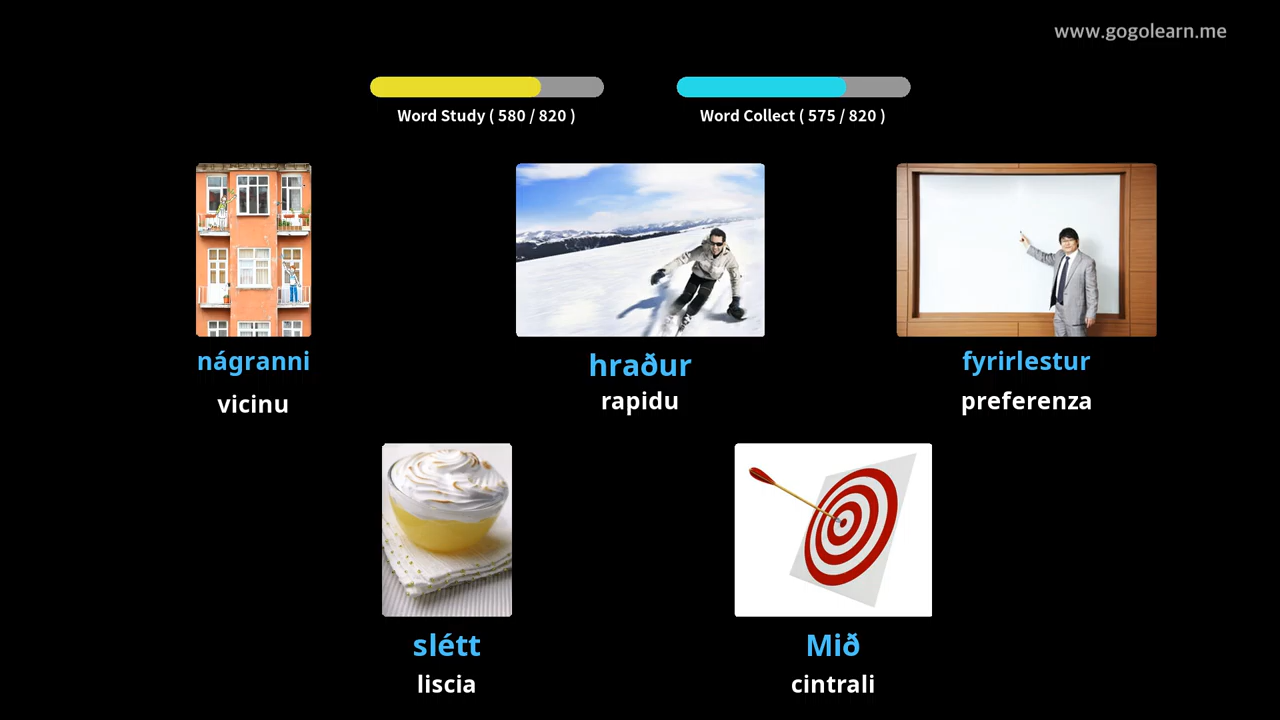 www.gogolearn.me
Word Study ( 580 / 820 )
Word Collect ( 575 / 820 )
nágranni
vicinu
hraður
rapidu
fyrirlestur
preferenza
slétt
liscia
Mið
cintrali